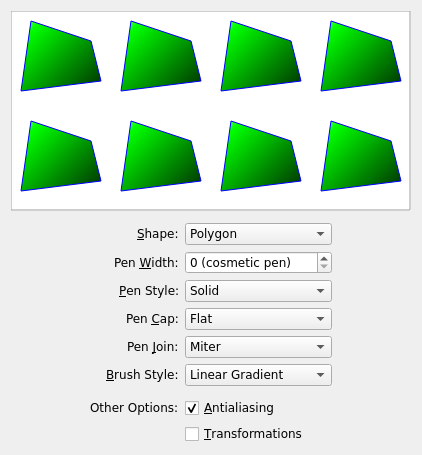 Shape: Polygon
Pen Width: 0 (cosmetic pen)
Pen Style: Solid
Pen Cap: Flat
Pen Join: Miter
Brush Style: Linear Gradient
Other Options: Antialiasing
Transformations